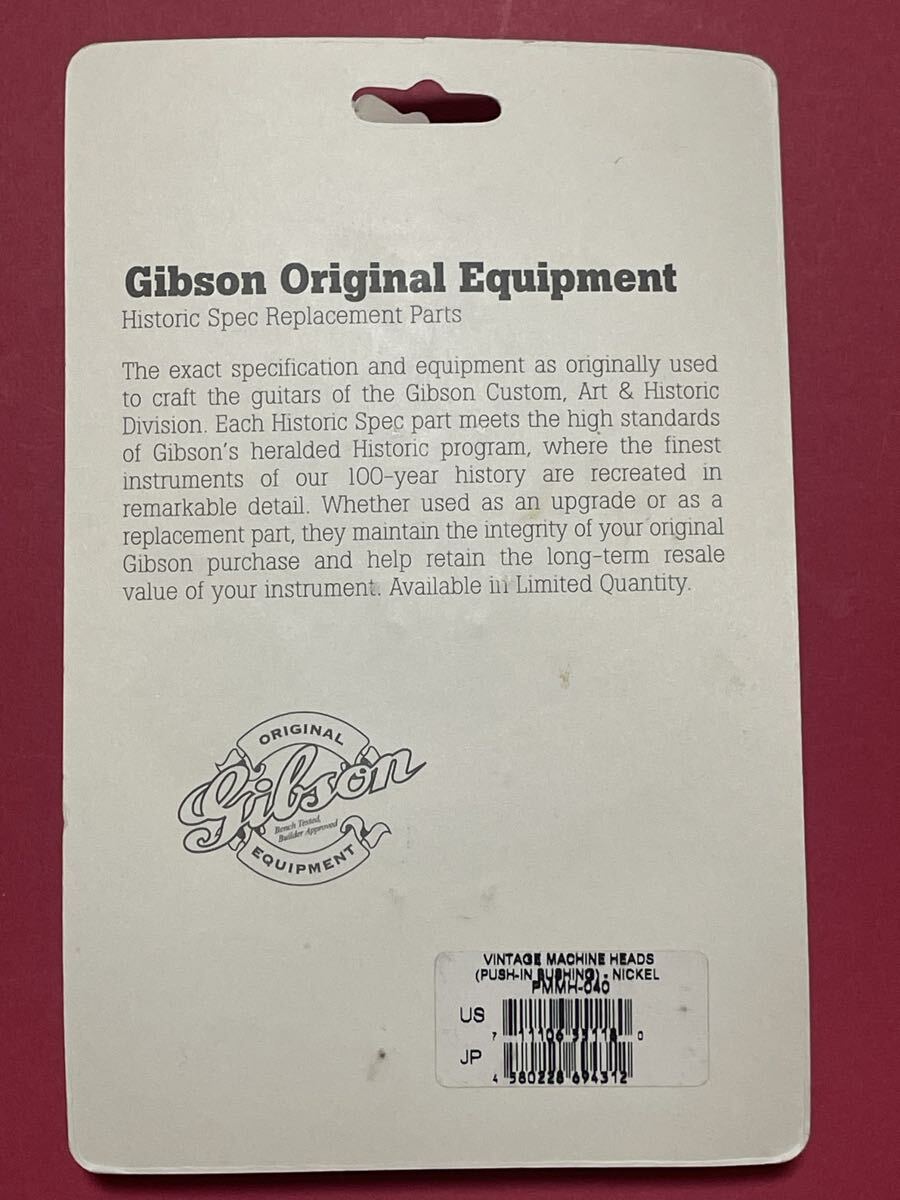 Gibson Original Equipment
Historic Spec Replacement Parts
The exact specification and equipment as originally used
to craft the guitars of the Gibson Custom, Art & Historic
Division. Each Historic Spec part meets the high standards
of Gibson's heralded Historic program, where the finest
instruments of our 100-year history are recreated in
remarkable detail. Whether used as an upgrade or as a
replacement part, they maintain the integrity of your original
Gibson purchase and help retain the long-term resale
value of your instrument. Available in Limited Quantity.
ORIGINAL
Gibson
Bench Tested,
Builder Approved
EQUIPMENT
VINTAGE MACHINE HEADS
(PUSH-IN BUSHING) - NICKEL
PMMH-040
US
7 11106 53118 0
JP
4 580228 694312